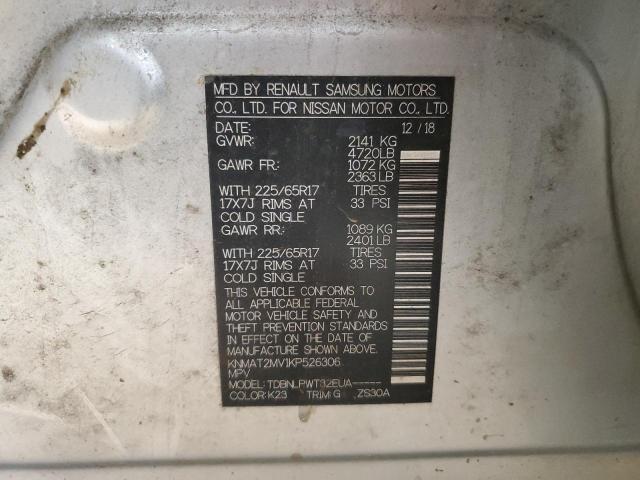 MFD BY RENAULT SAMSUNG MOTORS
CO., LTD. FOR NISSAN MOTOR CO., LTD.
DATE: 12 / 18
GVWR: 2141 KG
4720LB
GAWR FR: 1072 KG
2363 LB
WITH 225/65R17 TIRES
17X7J RIMS AT 33 PSI
COLD SINGLE
GAWR RR: 1089 KG
2401 LB
WITH 225/65R17 TIRES
17X7J RIMS AT 33 PSI
COLD SINGLE
THIS VEHICLE CONFORMS TO
ALL APPLICABLE FEDERAL
MOTOR VEHICLE SAFETY AND
THEFT PREVENTION STANDARDS
IN EFFECT ON THE DATE OF
MANUFACTURE SHOWN ABOVE.
KNMAT2MV1KP526306
MPV
MODEL: TDBNLPWT32EUA-----
COLOR: K23 TRIM: G ZS30A